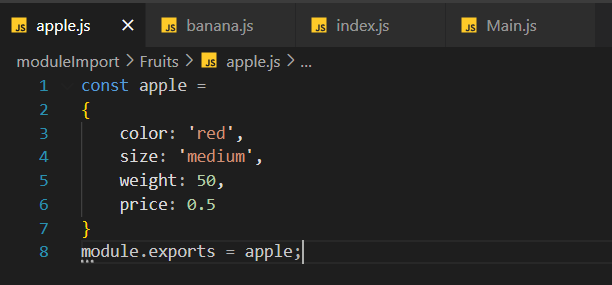 JS apple.js × JS banana.js JS index.js JS Main.js
moduleImport > Fruits > JS apple.js > ...
1 const apple =
2 {
3 color: 'red',
4 size: 'medium',
5 weight: 50,
6 price: 0.5
7 }
8 module.exports = apple;